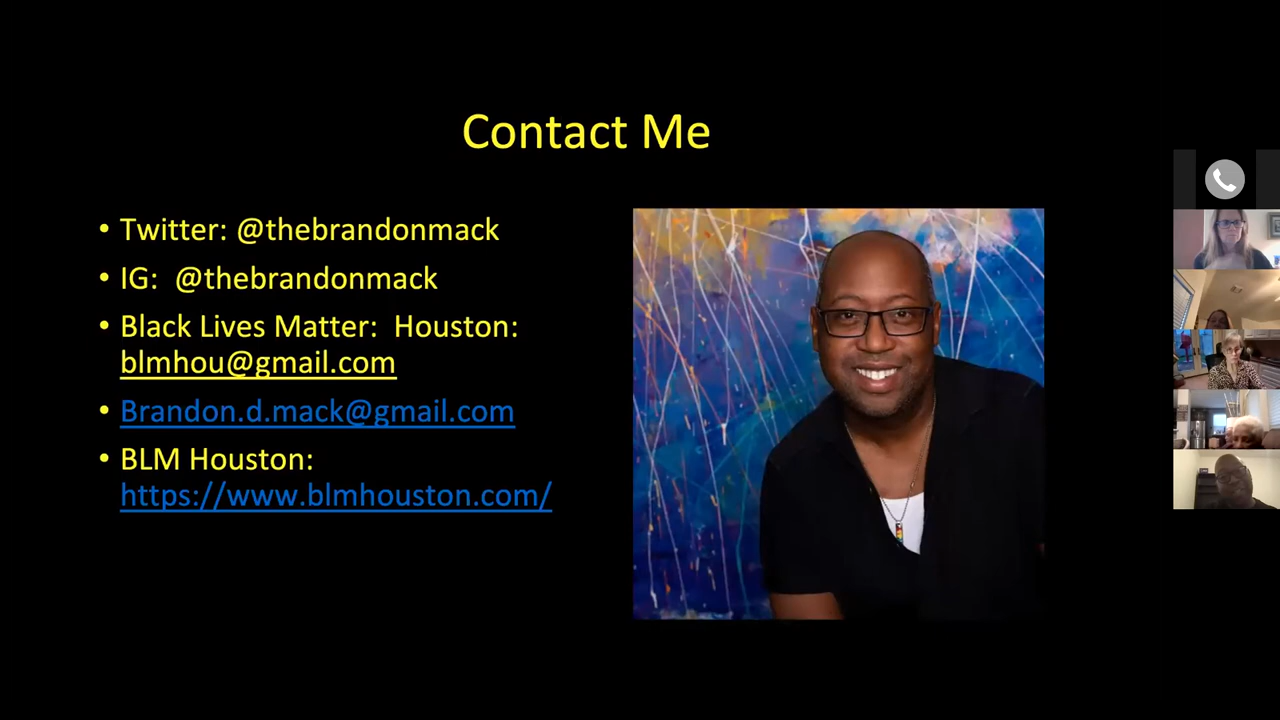 Contact Me
• Twitter: @thebrandonmack
• IG:  @thebrandonmack
• Black Lives Matter:  Houston:
blmhou@gmail.com
• Brandon.d.mack@gmail.com
• BLM Houston:
https://www.blmhouston.com/